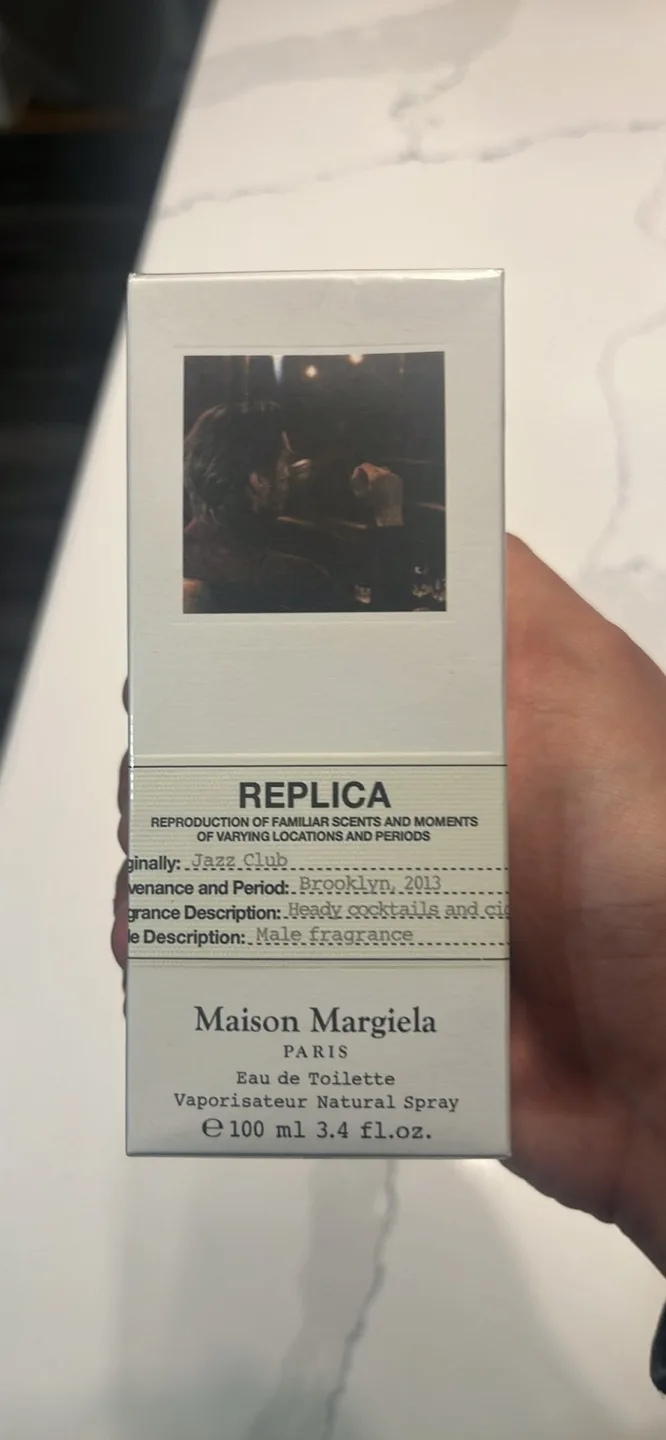 REPLICA
REPRODUCTION OF FAMILIAR SCENTS AND MOMENTS
OF VARYING LOCATIONS AND PERIODS
ginally: Jazz Club
venance and Period: Brooklyn, 2013
grance Description: Heady cocktails and cig
le Description: Male fragrance
Maison Margiela
PARIS
Eau de Toilette
Vaporisateur Natural Spray
℮ 100 ml 3.4 fl.oz.